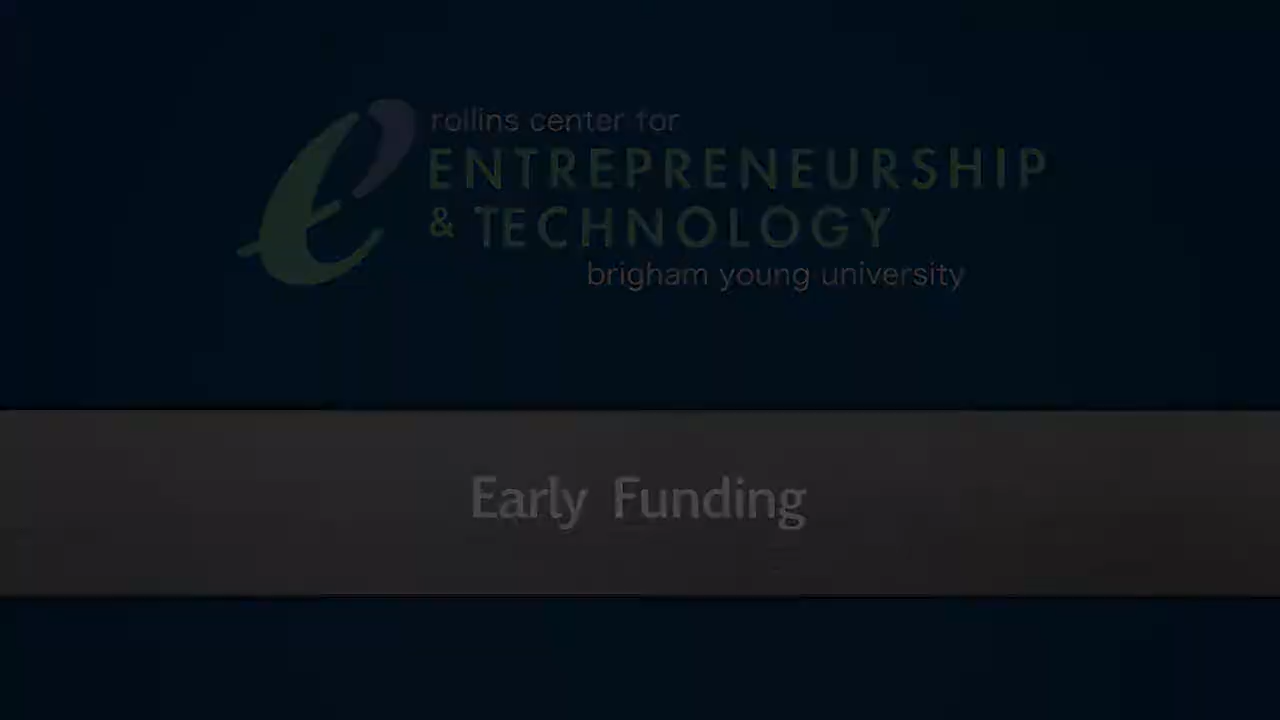 rollins center for
ENTREPRENEURSHIP
& TECHNOLOGY
brigham young university
Early Funding